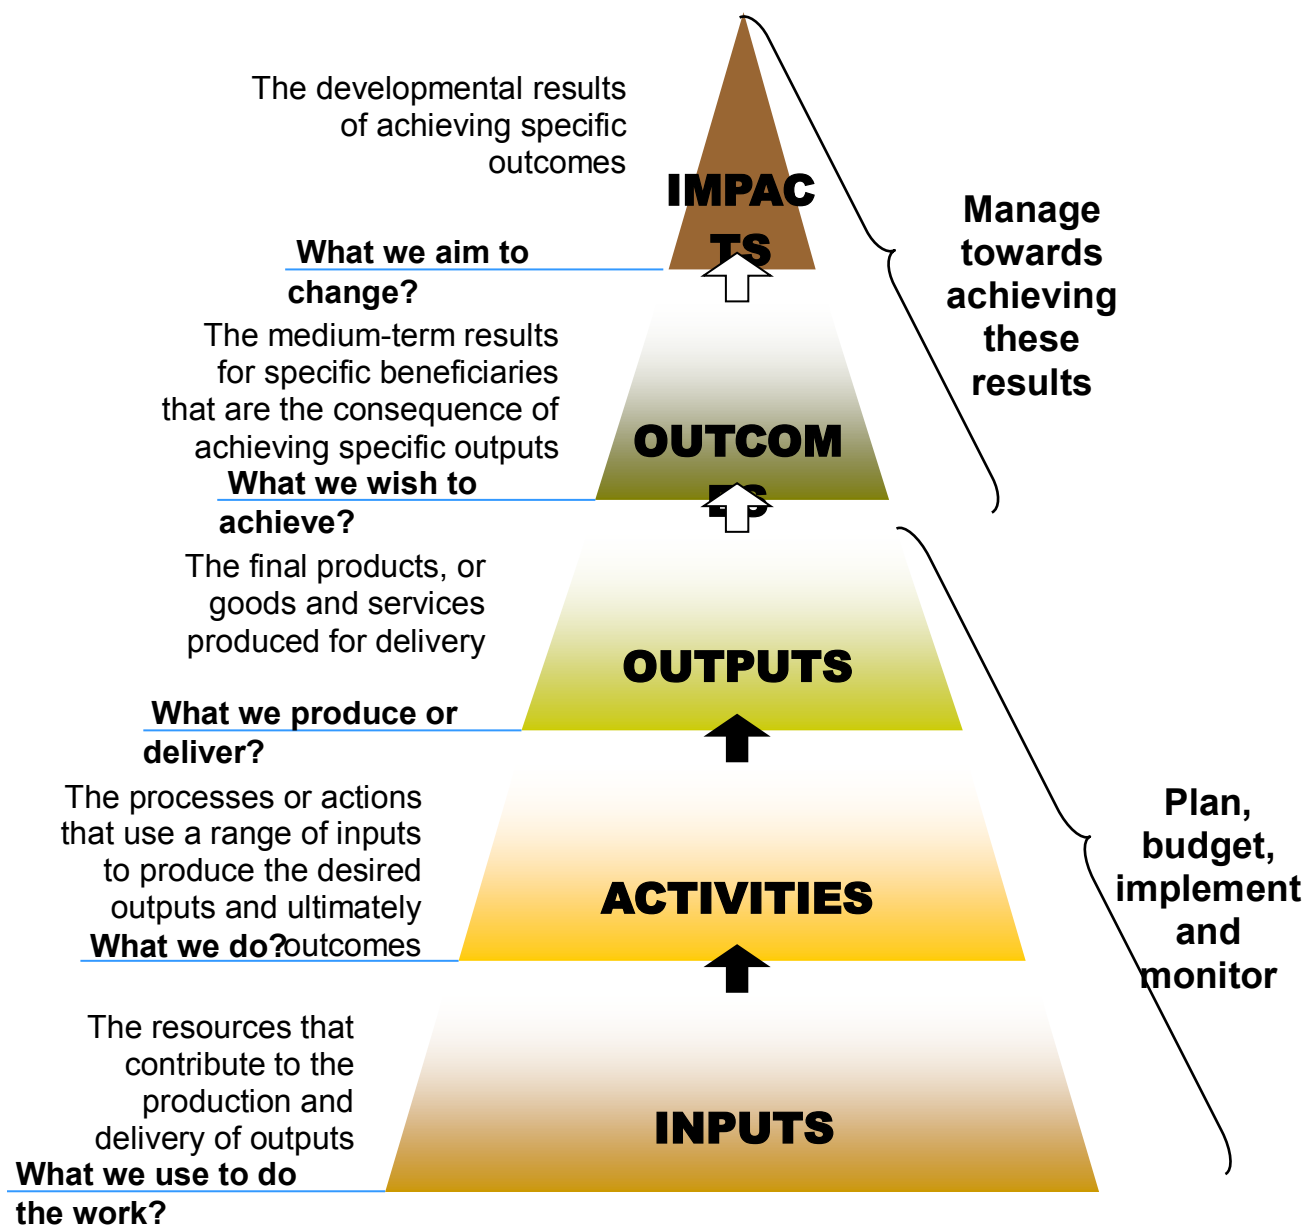 The developmental results
of achieving specific
outcomes
IMPAC
TS
What we aim to
change?
Manage
towards
achieving
these
results
The medium-term results
for specific beneficiaries
that are the consequence of
achieving specific outputs
OUTCOM
ES
What we wish to
achieve?
The final products, or
goods and services
produced for delivery
OUTPUTS
What we produce or
deliver?
The processes or actions
that use a range of inputs
to produce the desired
outputs and ultimately
outcomes
What we do?
ACTIVITIES
Plan,
budget,
implement
and
monitor
The resources that
contribute to the
production and
delivery of outputs
INPUTS
What we use to do
the work?